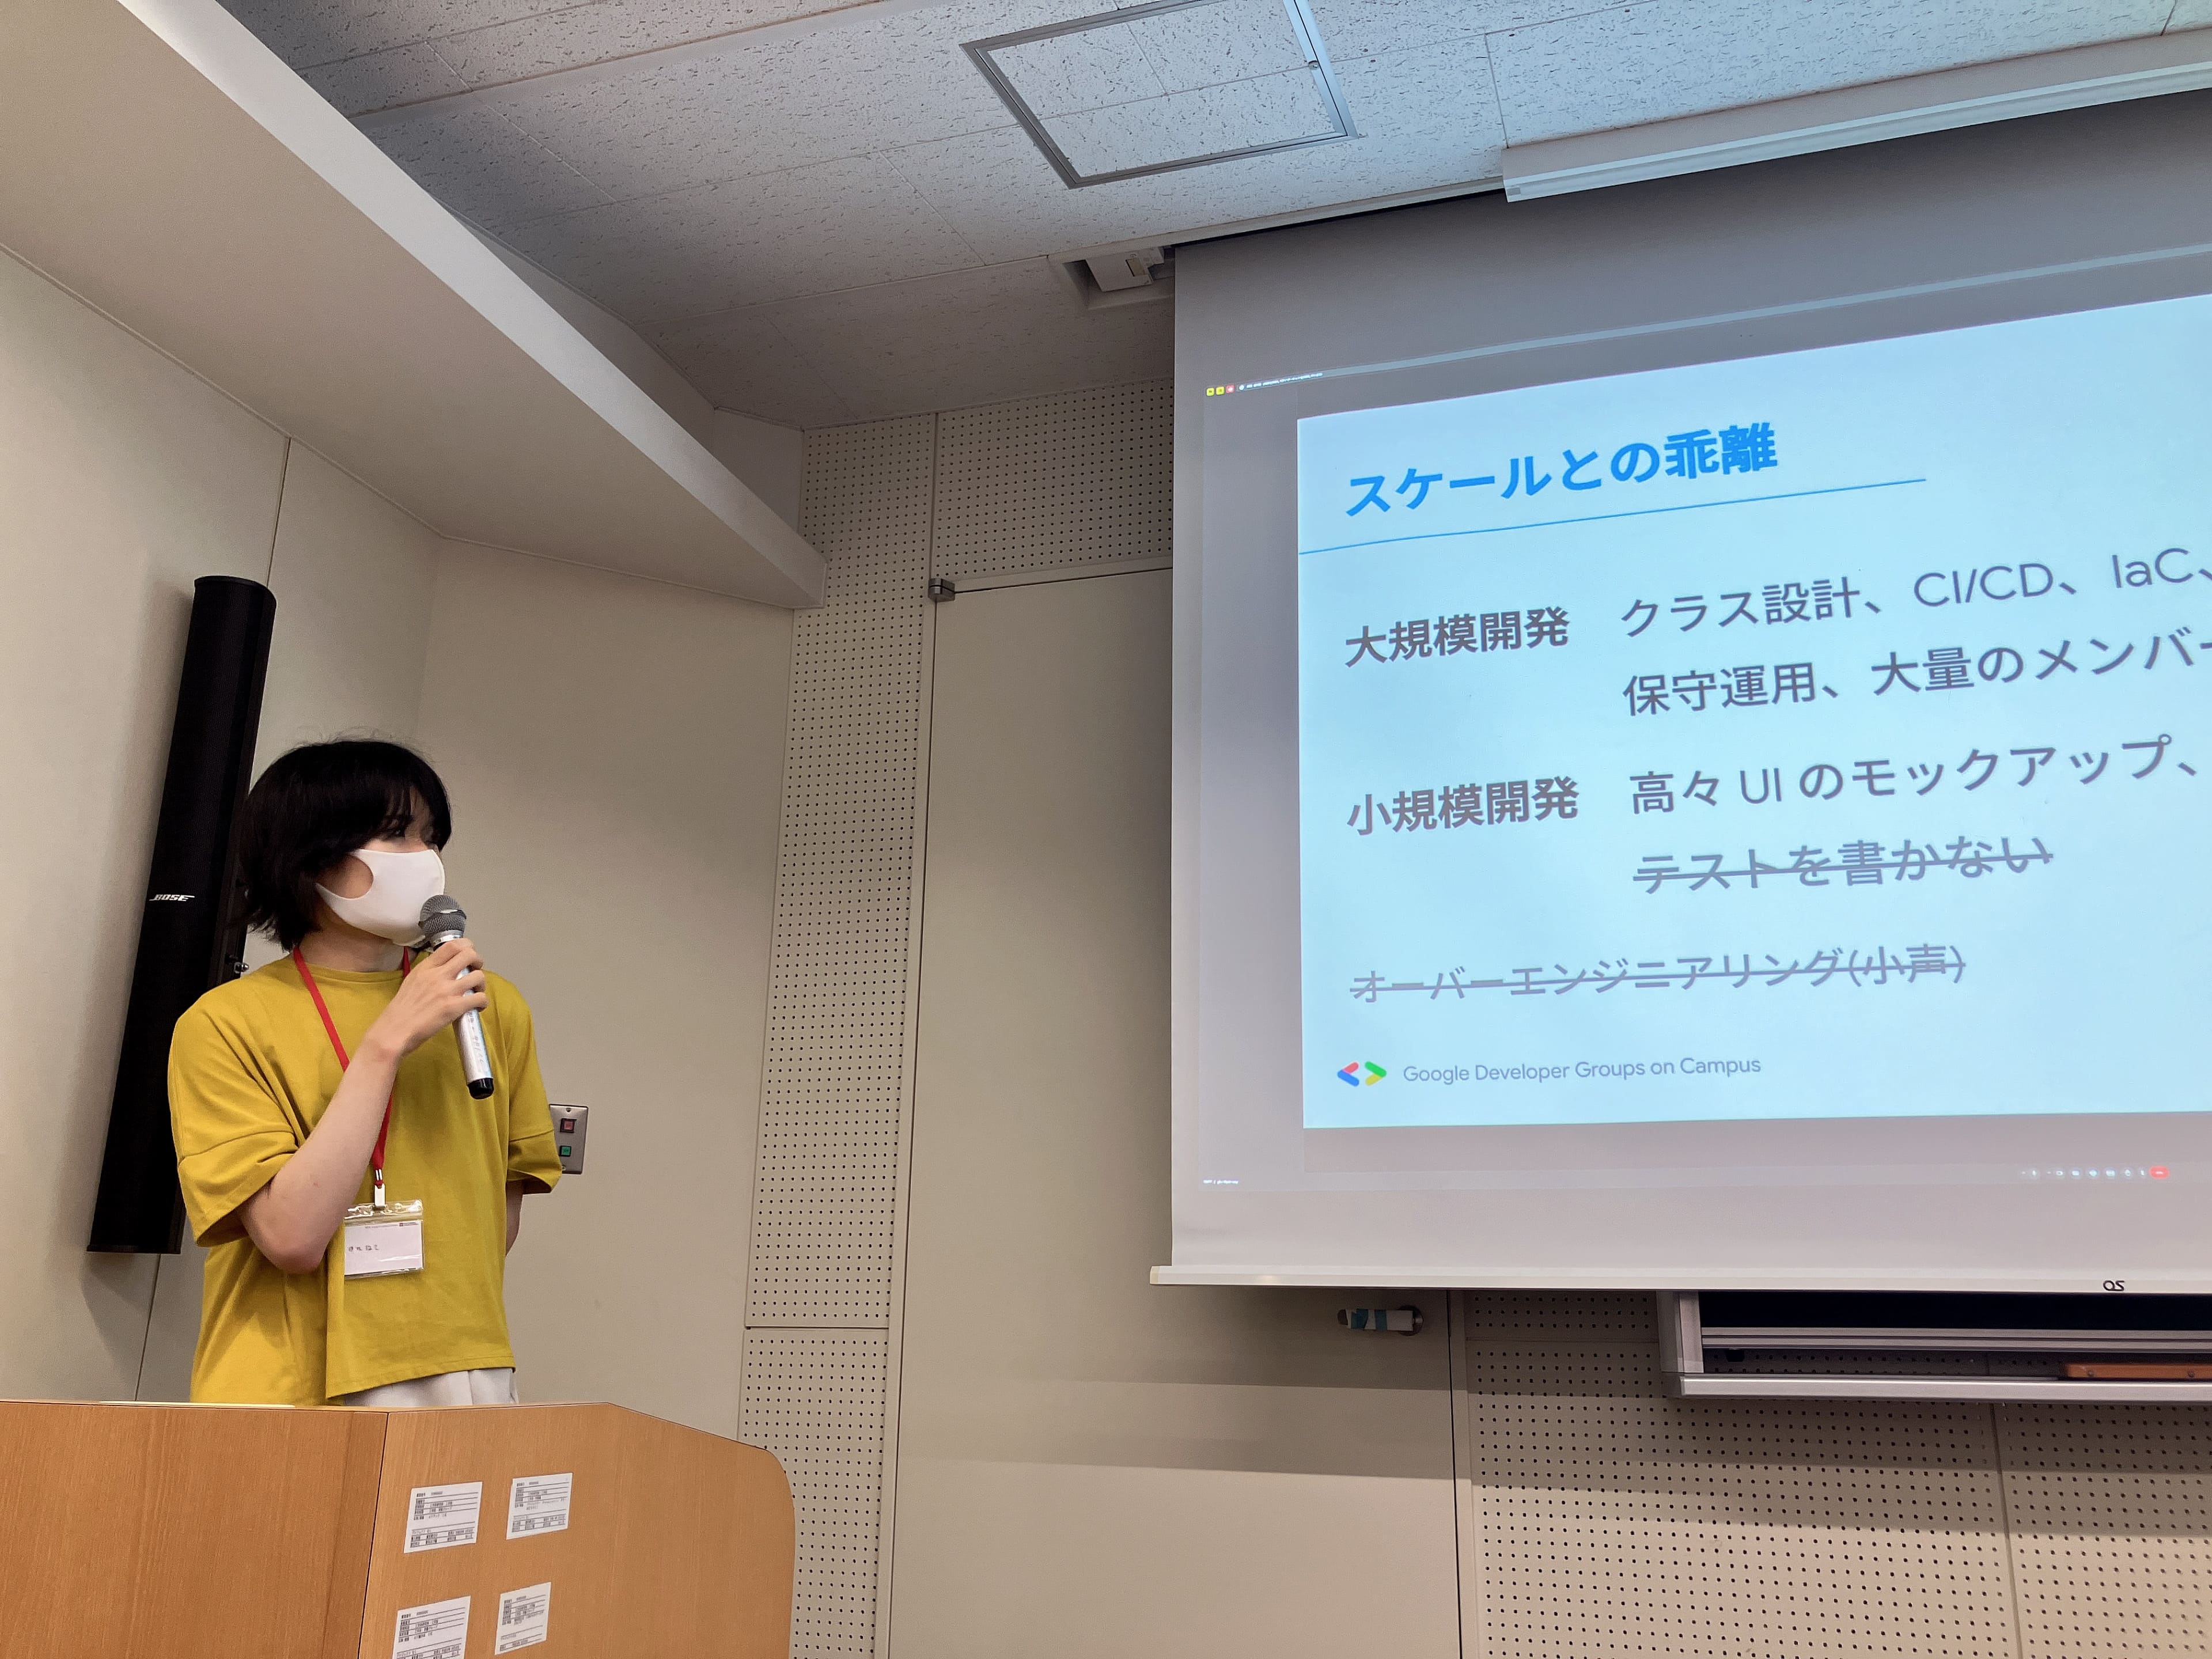 スケールとの乖離
大規模開発
クラス設計、CI/CD、IaC、
保守運用、大量のメンバー
小規模開発
高々 UI のモックアップ、
テストを書かない
オーバーエンジニアリング(小声)
Google Developer Groups on Campus
BOSE
OS